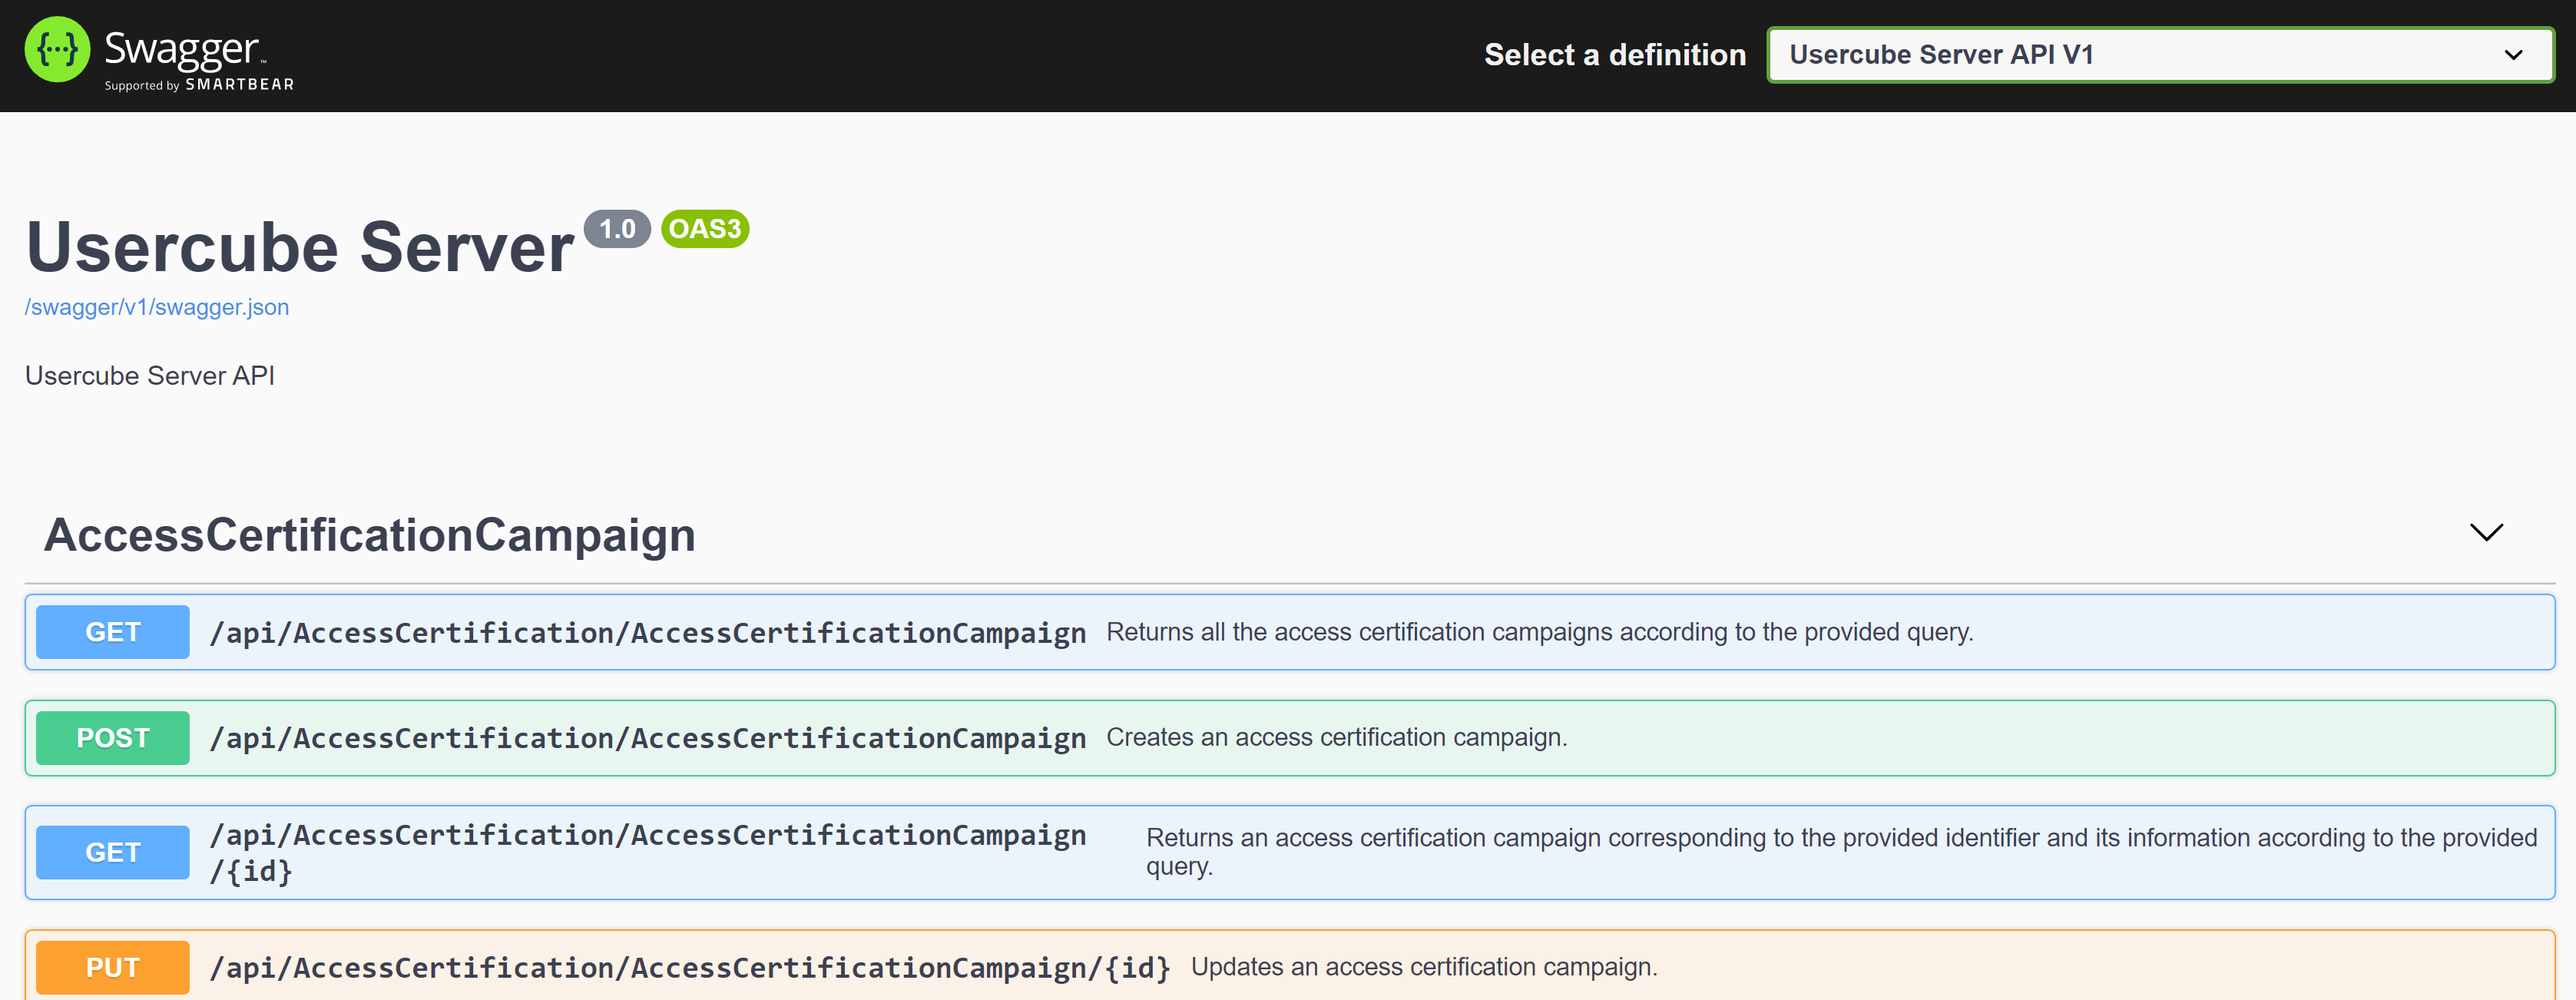 {...} Swagger™
Supported by SMARTBEAR
Select a definition
Usercube Server API V1
Usercube Server 1.0 OAS3
/swagger/v1/swagger.json
Usercube Server API
AccessCertificationCampaign
GET /api/AccessCertification/AccessCertificationCampaign Returns all the access certification campaigns according to the provided query.
POST /api/AccessCertification/AccessCertificationCampaign Creates an access certification campaign.
GET /api/AccessCertification/AccessCertificationCampaign
/{id}
Returns an access certification campaign corresponding to the provided identifier and its information according to the provided
query.
PUT /api/AccessCertification/AccessCertificationCampaign/{id} Updates an access certification campaign.